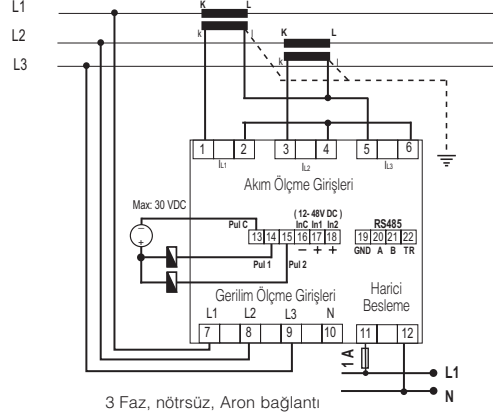 L1
K L
L2
K L
k l
L3
k l
1 2 3 4 5 6
IL1 IL2 IL3
Akım Ölçme Girişleri
Max: 30 VDC
( 12- 48V DC )
Pul C InC In1 In2 RS485
13 14 15 16 17 18 19 20 21 22
− + + GND A B TR
−
+
Pul 1 Pul 2
Gerilim Ölçme Girişleri
Harici
Besleme
L1 L2 L3 N
7 8 9 10 11 12
1 A
L1
N
3 Faz, nötrsüz, Aron bağlantı